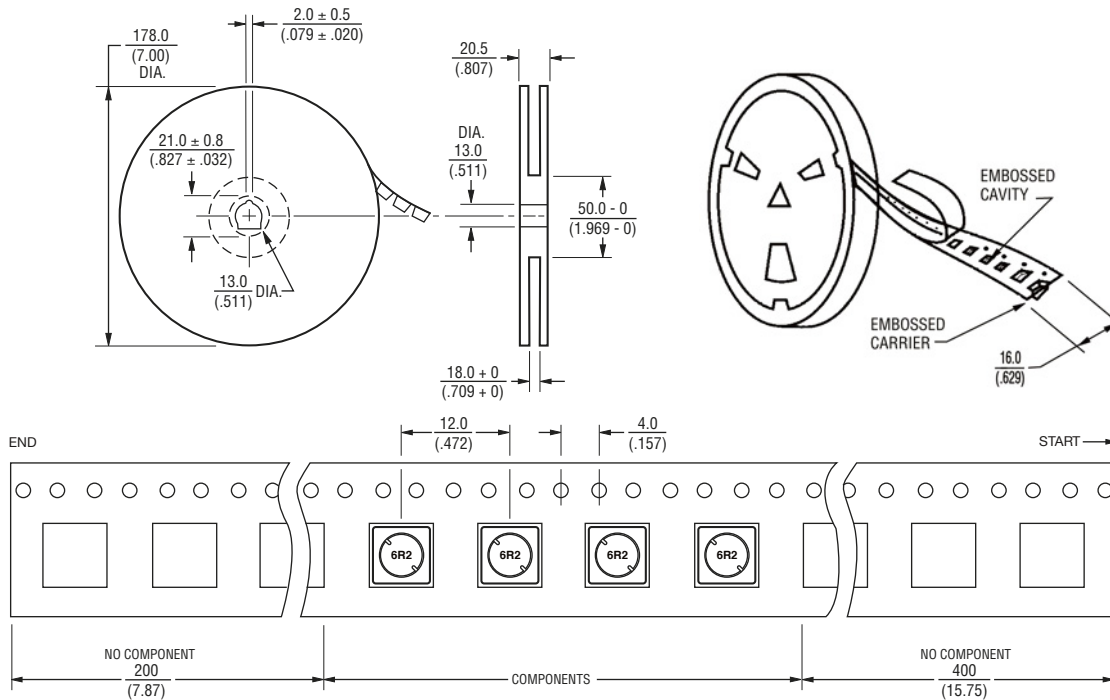 2.0 ± 0.5
(.079 ± .020)
178.0
(7.00)
DIA.
20.5
(.807)
21.0 ± 0.8
(.827 ± .032)
DIA.
13.0
(.511)
50.0 - 0
(1.969 - 0)
13.0
(.511)
DIA.
18.0 + 0
(.709 + 0)
EMBOSSED
CAVITY
EMBOSSED
CARRIER
16.0
(.629)
12.0
(.472)
4.0
(.157)
END
START
6R2
6R2
6R2
6R2
NO COMPONENT
200
(7.87)
COMPONENTS
NO COMPONENT
400
(15.75)